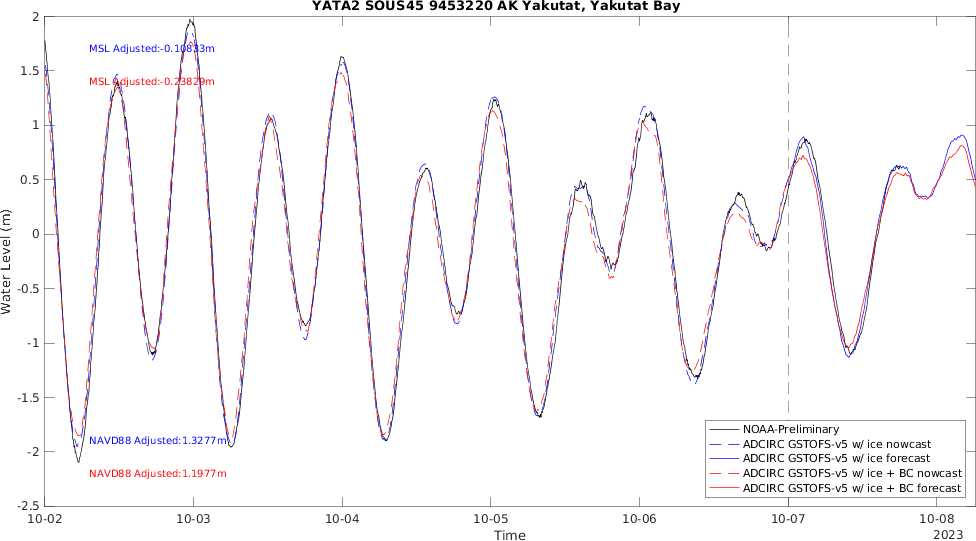 YATA2 SOUS45 9453220 AK Yakutat, Yakutat Bay
2
MSL Adjusted:-0.10833m
1.5
MSL Adjusted:-0.23829m
1
0.5
0
-0.5
-1
-1.5
-2
-2.5
Water Level (m)
NAVD88 Adjusted:1.3277m
NAVD88 Adjusted:1.1977m
NOAA-Preliminary
ADCIRC GSTOFS-v5 w/ ice nowcast
ADCIRC GSTOFS-v5 w/ ice forecast
ADCIRC GSTOFS-v5 w/ ice + BC nowcast
ADCIRC GSTOFS-v5 w/ ice + BC forecast
10-02 10-03 10-04 10-05 10-06 10-07 10-08
Time
2023